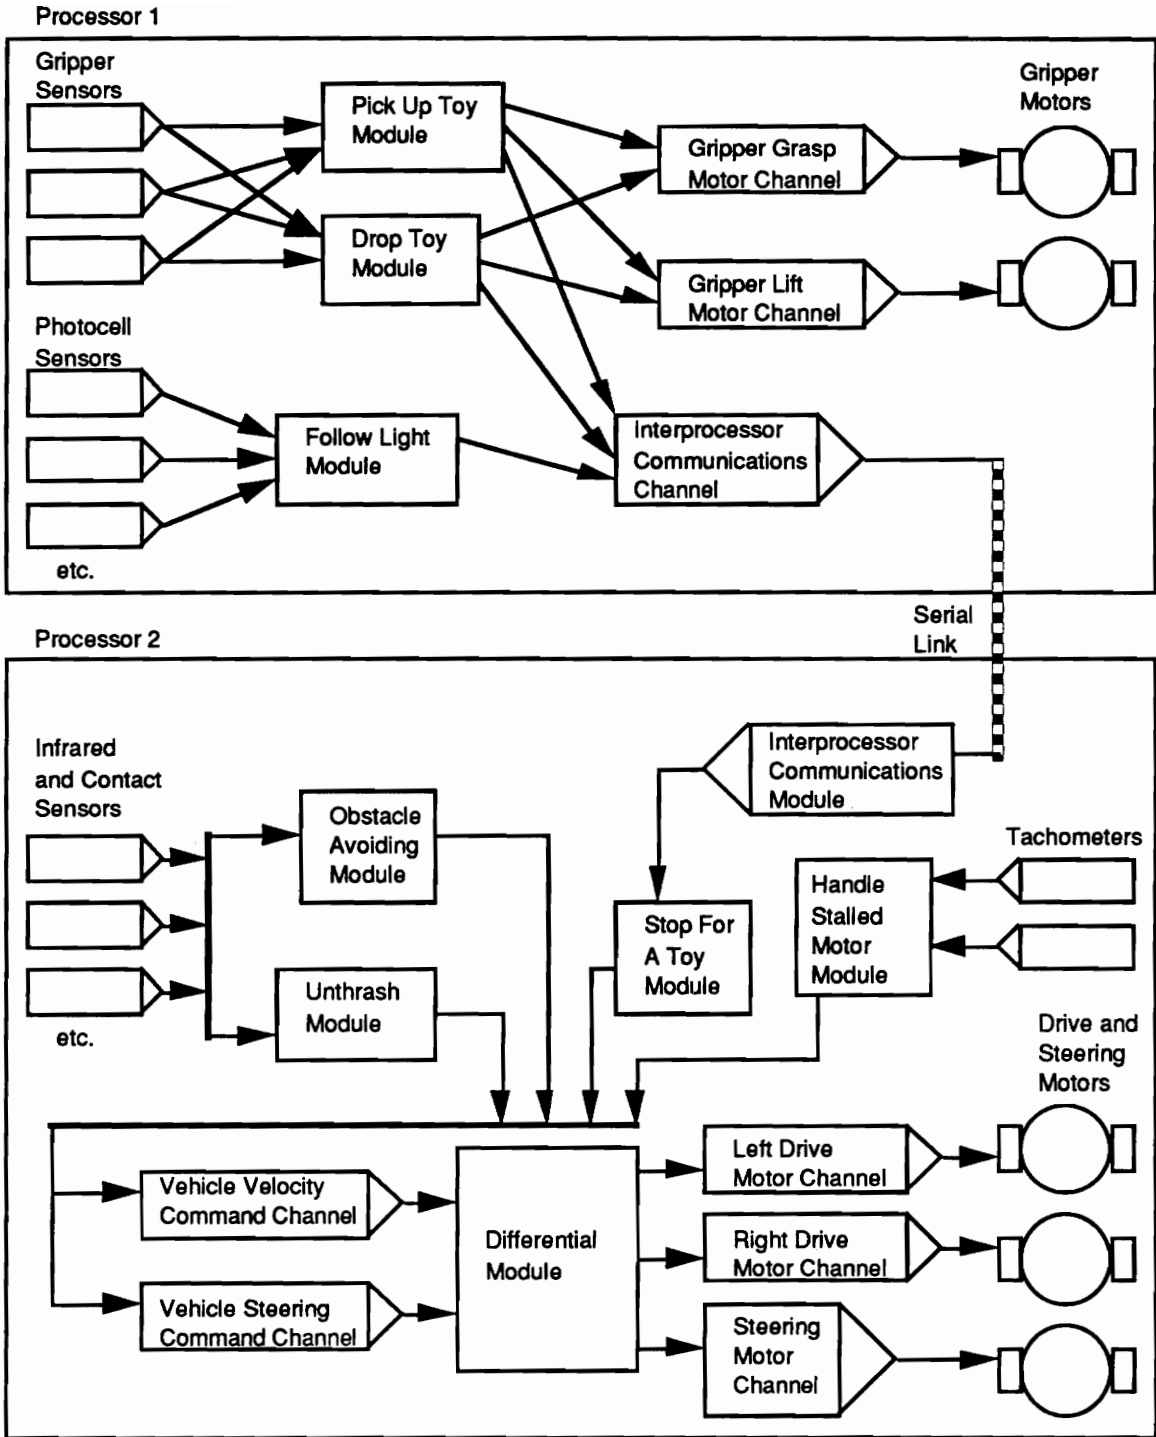 Processor 1
Gripper
Sensors
Pick Up Toy
Module
Gripper
Motors
Gripper Grasp
Motor Channel
Drop Toy
Module
Gripper Lift
Motor Channel
Photocell
Sensors
Follow Light
Module
Interprocessor
Communications
Channel
etc.
Serial
Link
Processor 2
Infrared
and Contact
Sensors
Interprocessor
Communications
Module
Obstacle
Avoiding
Module
Tachometers
Handle
Stalled
Motor
Module
Stop For
A Toy
Module
Unthrash
Module
etc.
Drive and
Steering
Motors
Vehicle Velocity
Command Channel
Differential
Module
Left Drive
Motor Channel
Right Drive
Motor Channel
Vehicle Steering
Command Channel
Steering
Motor
Channel